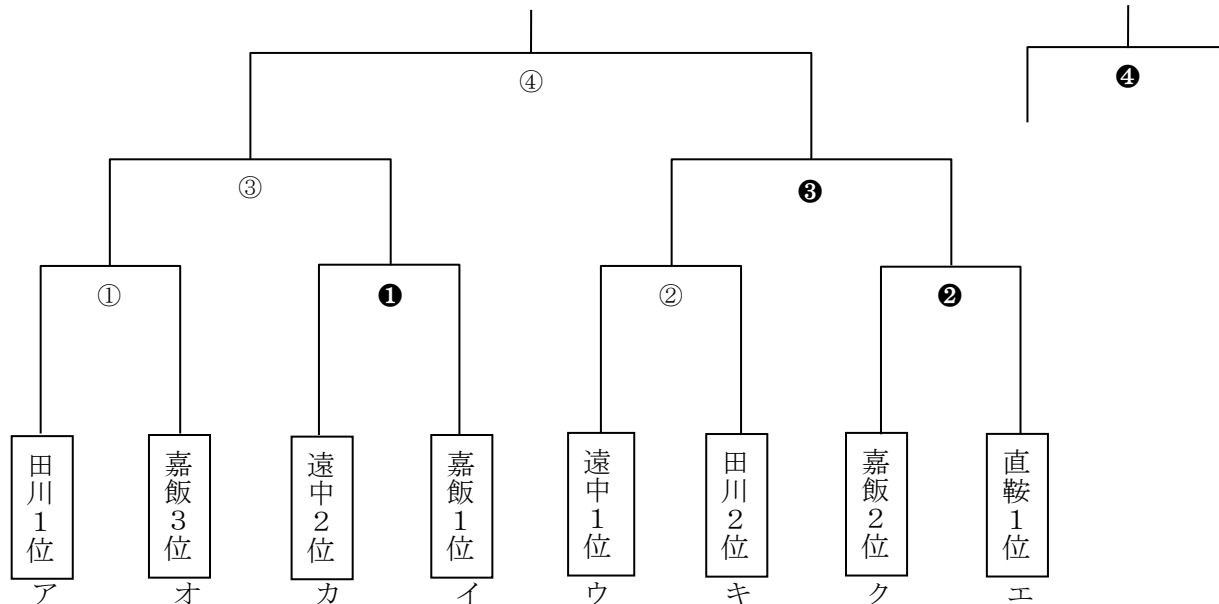 ④
❹
③
❸
①
❶
②
❷
田川1位
嘉飯3位
遠中2位
嘉飯1位
遠中1位
田川2位
嘉飯2位
直鞍1位
ア
オ
カ
イ
ウ
キ
ク
エ